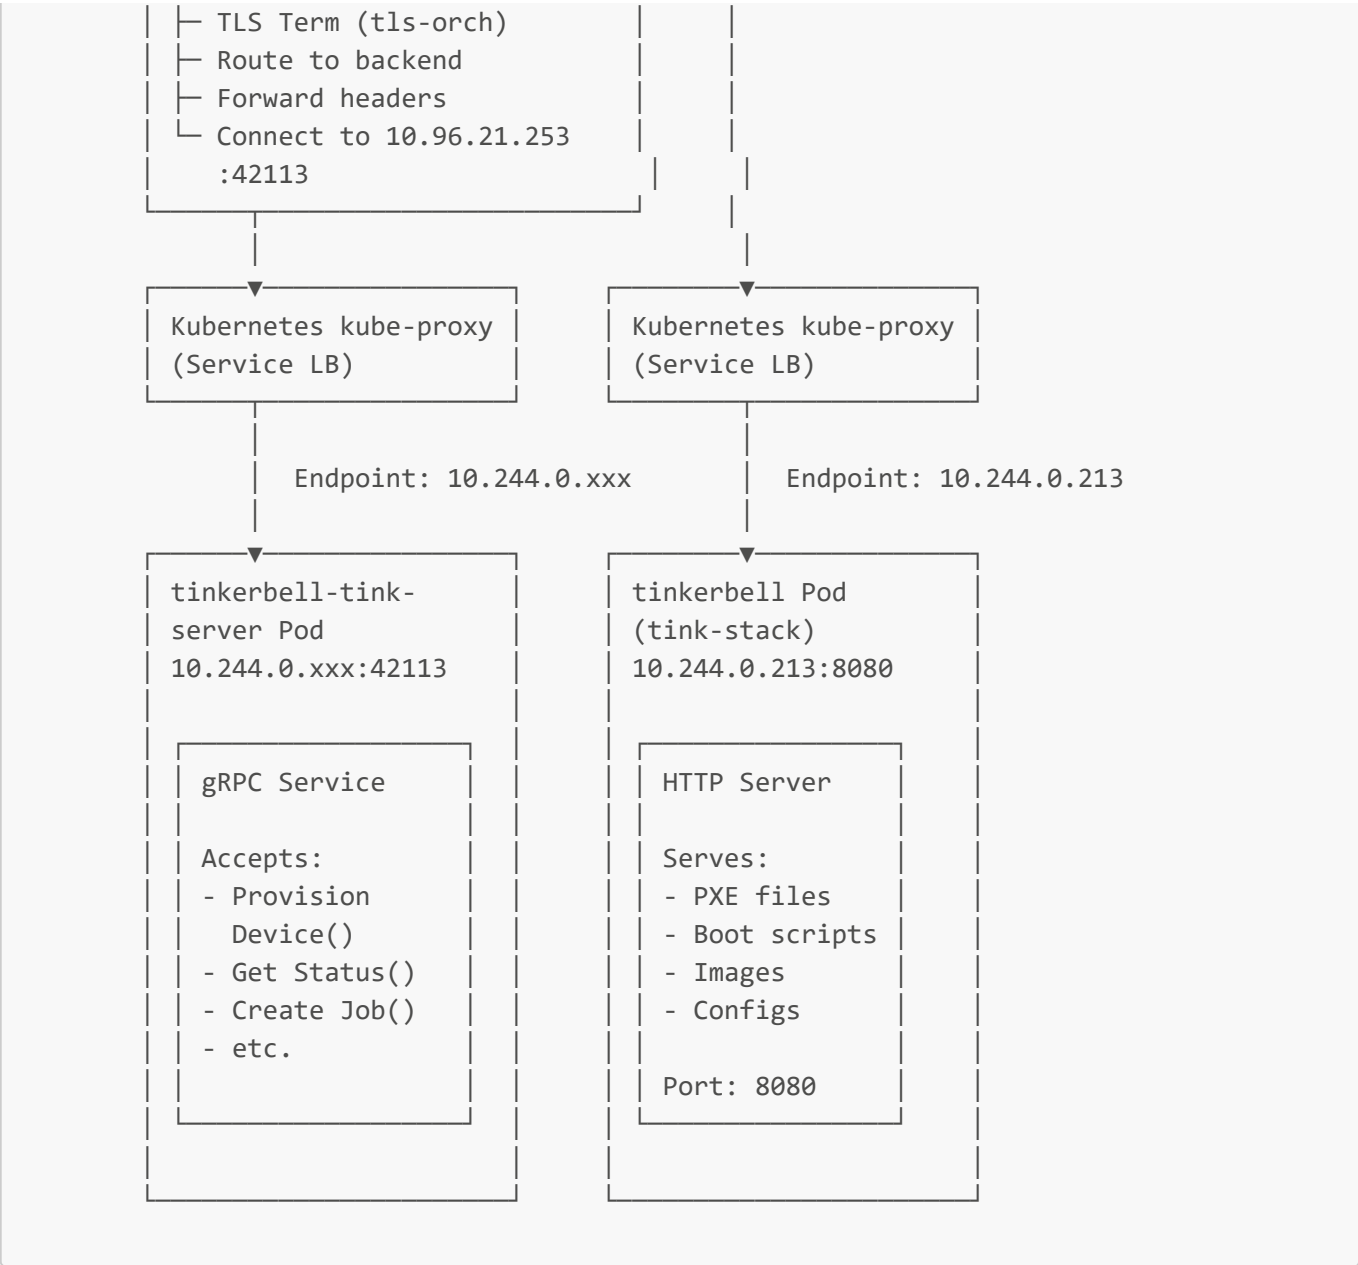 ├─ TLS Term (tls-orch)
├─ Route to backend
├─ Forward headers
└─ Connect to 10.96.21.253
:42113
Kubernetes kube-proxy
(Service LB)
Kubernetes kube-proxy
(Service LB)
Endpoint: 10.244.0.xxx
Endpoint: 10.244.0.213
tinkerbell-tink-
server Pod
10.244.0.xxx:42113
gRPC Service
Accepts:
- Provision
Device()
- Get Status()
- Create Job()
- etc.
tinkerbell Pod
(tink-stack)
10.244.0.213:8080
HTTP Server
Serves:
- PXE files
- Boot scripts
- Images
- Configs
Port: 8080